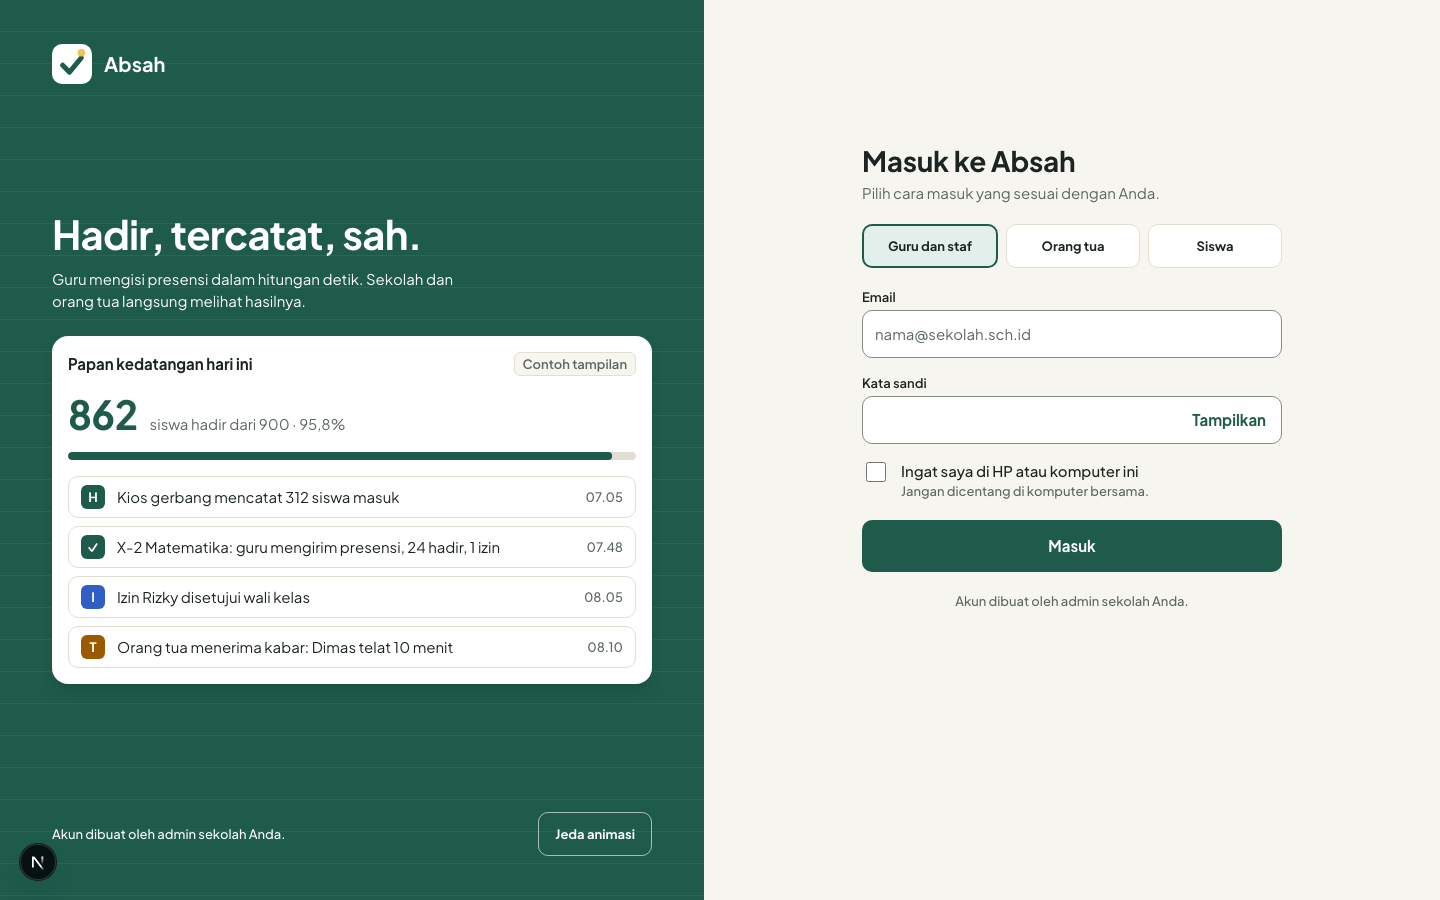 Absah
Hadir, tercatat, sah.
Guru mengisi presensi dalam hitungan detik. Sekolah dan
orang tua langsung melihat hasilnya.
Papan kedatangan hari ini
Contoh tampilan
862 siswa hadir dari 900 · 95,8%
H Kios gerbang mencatat 312 siswa masuk 07.05
X-2 Matematika: guru mengirim presensi, 24 hadir, 1 izin 07.48
I Izin Rizky disetujui wali kelas 08.05
T Orang tua menerima kabar: Dimas telat 10 menit 08.10
Akun dibuat oleh admin sekolah Anda.
Jeda animasi
N
Masuk ke Absah
Pilih cara masuk yang sesuai dengan Anda.
Guru dan staf
Orang tua
Siswa
Email
nama@sekolah.sch.id
Kata sandi
Tampilkan
Ingat saya di HP atau komputer ini
Jangan dicentang di komputer bersama.
Masuk
Akun dibuat oleh admin sekolah Anda.